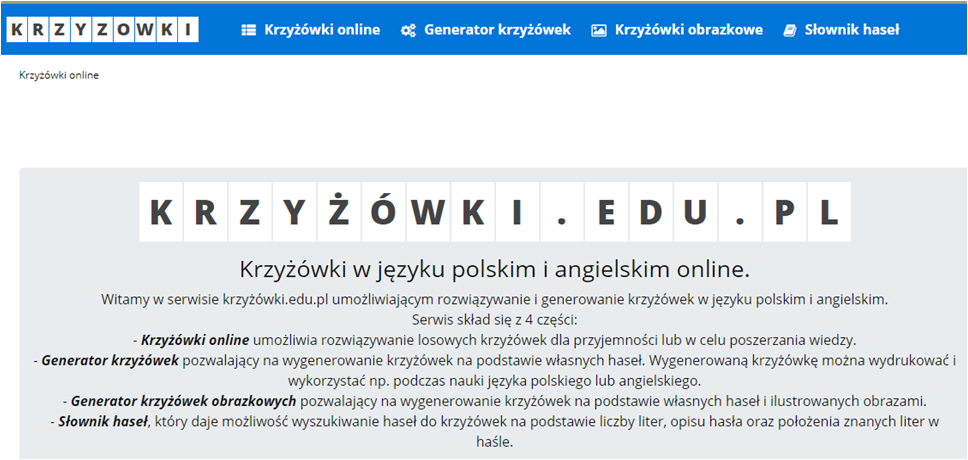 KRZYZOWKI Krzyżówki online Generator krzyżówek Krzyżówki obrazkowe Słownik haseł
Krzyżówki online
KRZYŻÓWKI.EDU.PL
Krzyżówki w języku polskim i angielskim online.
Witamy w serwisie krzyżówki.edu.pl umożliwiającym rozwiązywanie i generowanie krzyżówek w języku polskim i angielskim.
Serwis skład się z 4 części:
- Krzyżówki online umożliwia rozwiązywanie losowych krzyżówek dla przyjemności lub w celu poszerzania wiedzy.
- Generator krzyżówek pozwalający na wygenerowanie krzyżówek na podstawie własnych haseł. Wygenerowaną krzyżówkę można wydrukować i
wykorzystać np. podczas nauki języka polskiego lub angielskiego.
- Generator krzyżówek obrazkowych pozwalający na wygenerowanie krzyżówek na podstawie własnych haseł i ilustrowanych obrazami.
- Słownik haseł, który daje możliwość wyszukiwanie haseł do krzyżówek na podstawie liczby liter, opisu hasła oraz położenia znanych liter w
haśle.